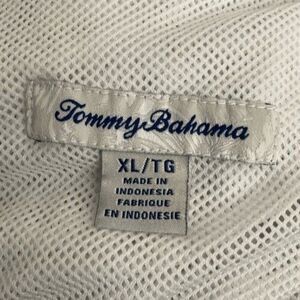 Tommy Bahama
XL/TG
MADE IN
INDONESIA
FABRIQUE
EN INDONESIE